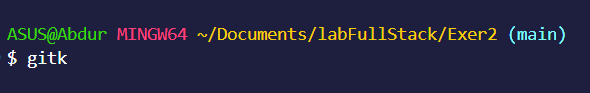 ASUS@Abdur MINGW64 ~/Documents/labFullStack/Exer2 (main)
$ gitk